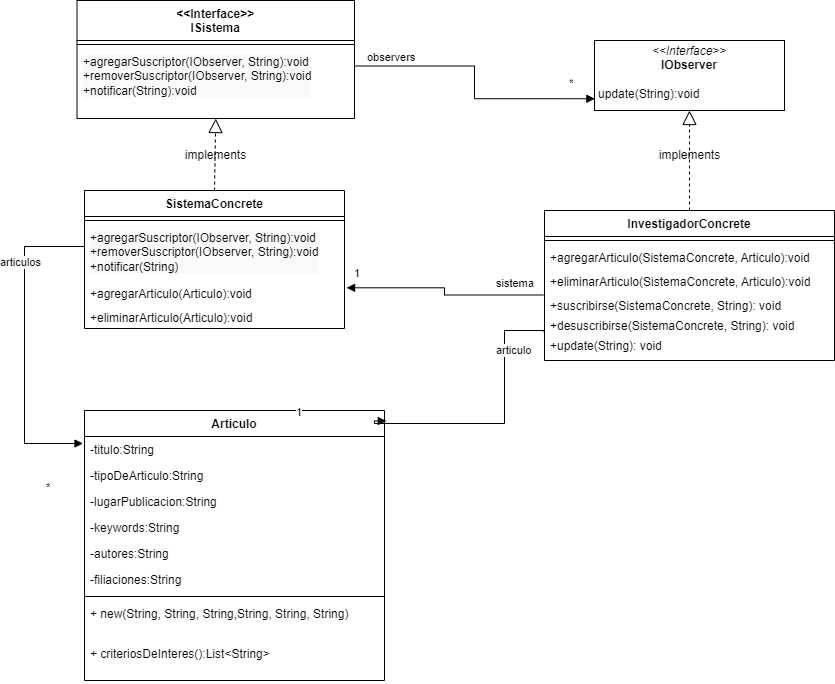 <<Interface>>
ISistema
+agregarSuscriptor(IObserver, String):void
+removerSuscriptor(IObserver, String):void
+notificar(String):void
observers
*
<<Interface>>
IObserver
update(String):void
implements
implements
SistemaConcrete
+agregarSuscriptor(IObserver, String):void
+removerSuscriptor(IObserver, String):void
+notificar(String)
+agregarArticulo(Articulo):void
+eliminarArticulo(Articulo):void
articulos
1
sistema
InvestigadorConcrete
+agregarArticulo(SistemaConcrete, Articulo):void
+eliminarArticulo(SistemaConcrete, Articulo):void
+suscribirse(SistemaConcrete, String): void
+desuscribirse(SistemaConcrete, String): void
+update(String): void
articulo
1
Articulo
-titulo:String
-tipoDeArticulo:String
-lugarPublicacion:String
-keywords:String
-autores:String
-filiaciones:String
*
+ new(String, String, String,String, String, String)
+ criteriosDeInteres():List<String>